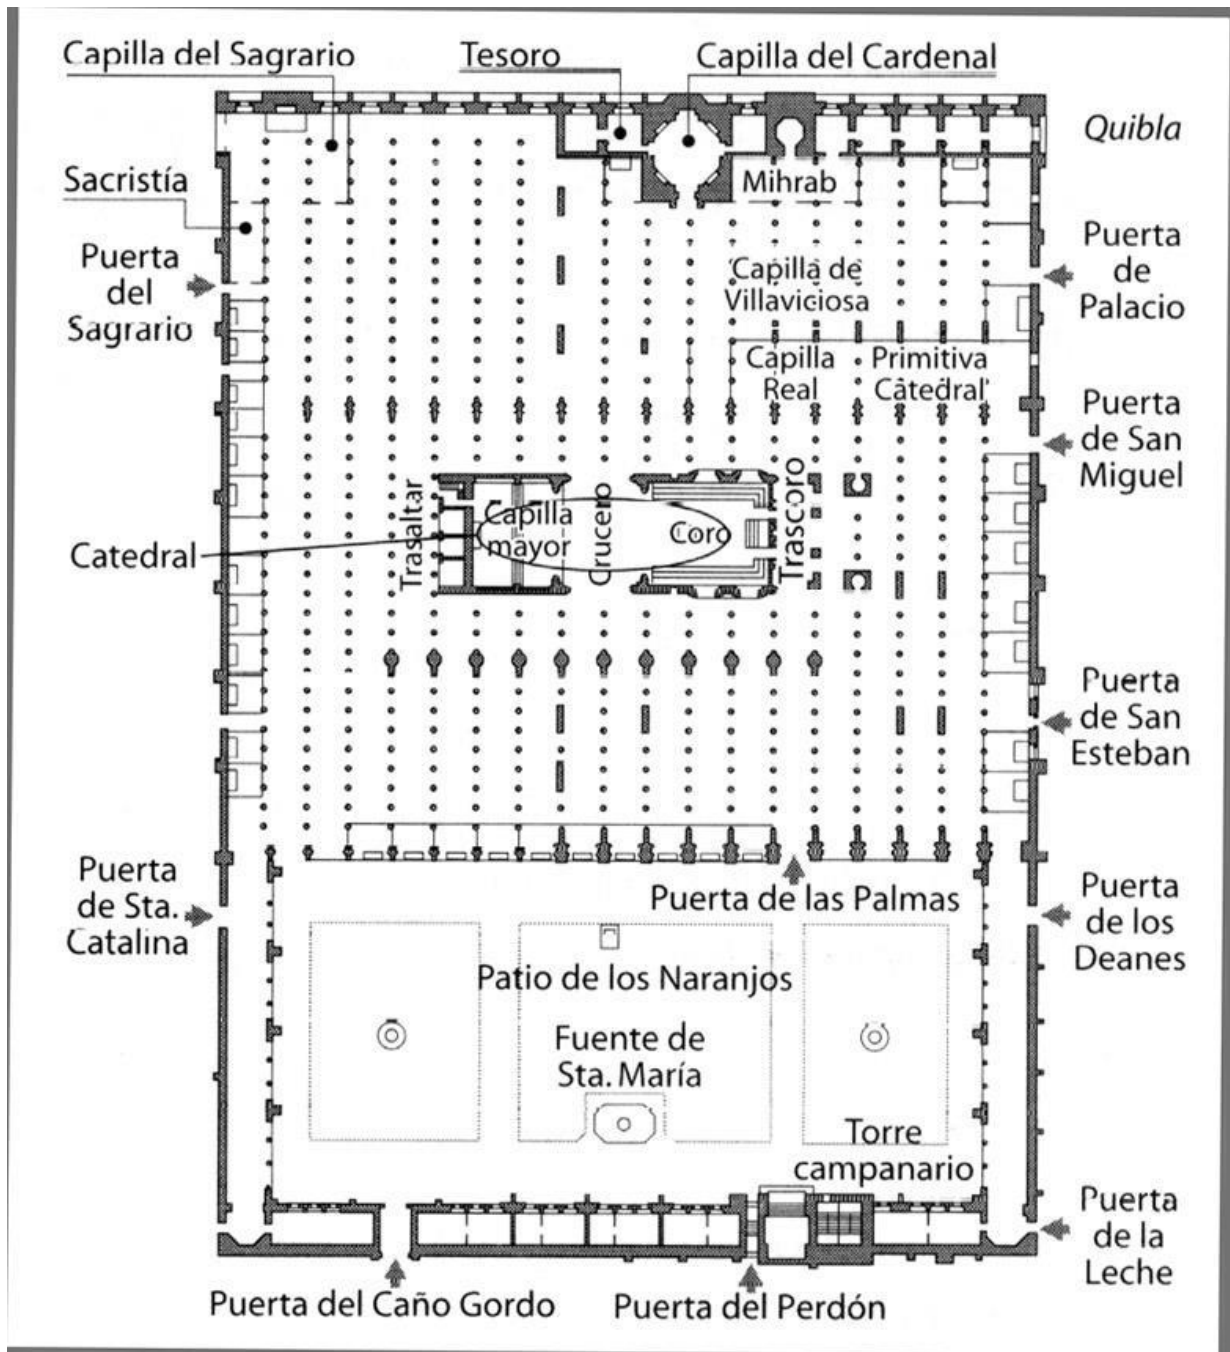 Capilla del Sagrario
Tesoro
Capilla del Cardenal
Quibla
Sacristía
Mihrab
Puerta
del
Sagrario
Puerta
de
Palacio
Capilla de
Villaviciosa
Capilla
Real
Primitiva
Catedral
Puerta
de San
Miguel
Catedral
Trasaltar
Capilla
mayor
Crucero
Coro
Trascoro
Puerta
de San
Esteban
Puerta
de Sta.
Catalina
Puerta de las Palmas
Puerta
de los
Deanes
Patio de los Naranjos
Fuente de
Sta. María
Torre
campanario
Puerta
de la
Leche
Puerta del Caño Gordo
Puerta del Perdón